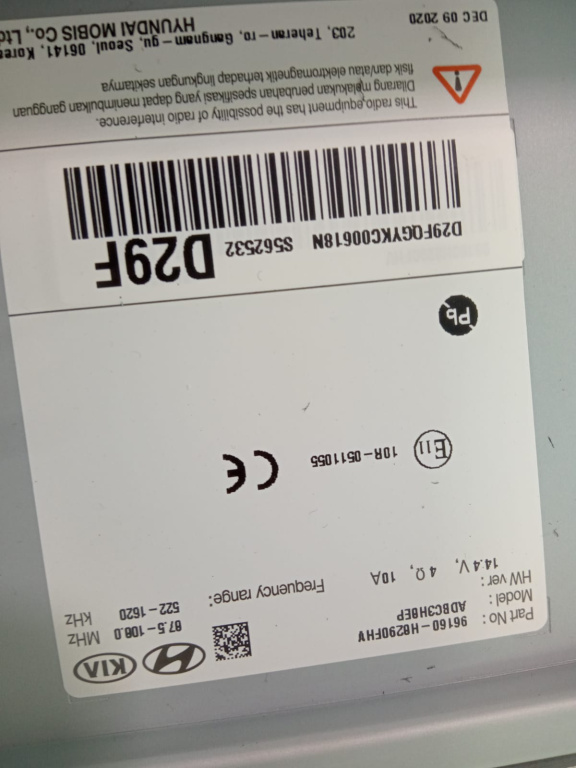 KIA
Part No : 96160-H8290FHV
Model : ADBC3H8EP
HW ver :
87.5-108.0 MHz
Frequency range: 522-1620 kHz
14.4 V, 4 Ω, 10A
CE
E11 10R-0511055
Pb
D29FQGYKC00618N S562532 D29F
This radio equipment has the possibility of radio interference.
Dilarang melakukan perubahan spesifikasi yang dapat menimbulkan gangguan
fisik dan/atau elektromagnetik terhadap lingkungan sekitarnya
203, Teheran-ro, Gangnam-gu, Seoul, 06141, Korea
DEC 09 2020 HYUNDAI MOBIS Co., Ltd